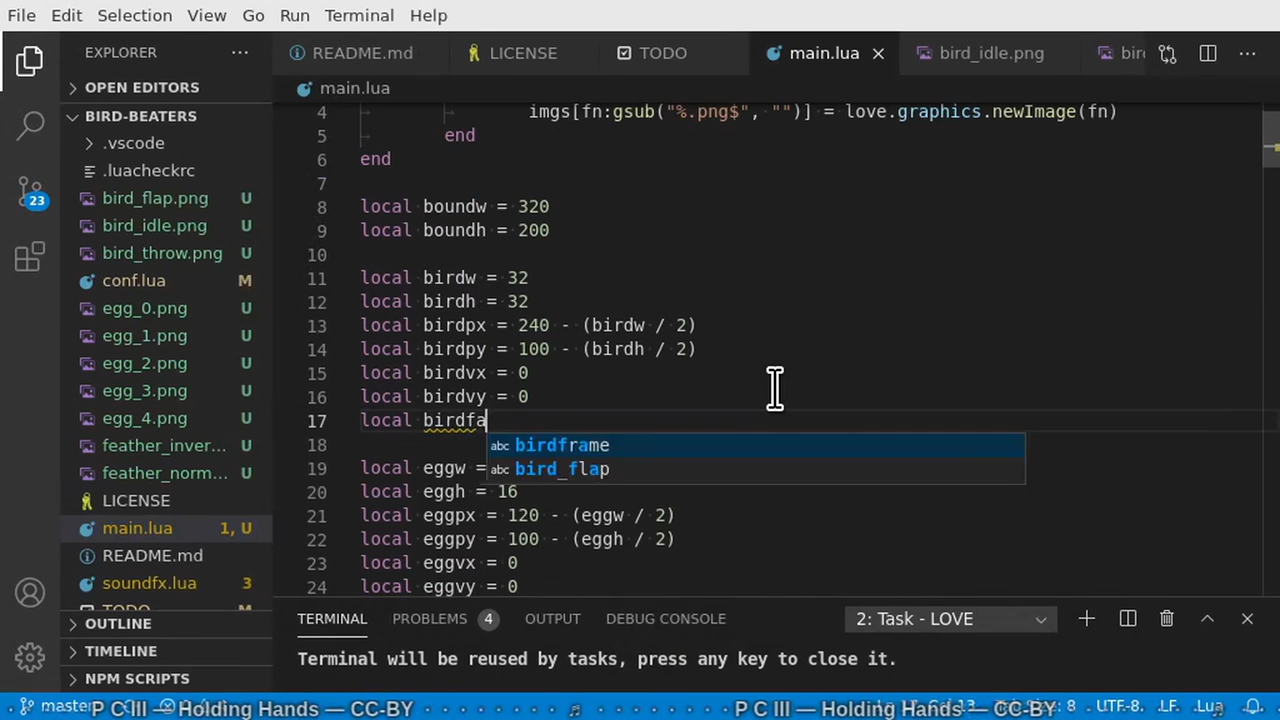 File Edit Selection View Go Run Terminal Help
EXPLORER
README.md LICENSE TODO main.lua bird_idle.png
OPEN EDITORS
main.lua
BIRD-BEATERS
.vscode
.luacheckrc
bird_flap.png U
bird_idle.png U
bird_throw.png U
conf.lua M
egg_0.png U
egg_1.png U
egg_2.png U
egg_3.png U
egg_4.png U
feather_inver... U
feather_norm... U
LICENSE
main.lua 1, U
README.md
soundfx.lua 3
TODO
OUTLINE
TIMELINE
NPM SCRIPTS
23
4 imgs[fn:gsub("%.png$", "")] = love.graphics.newImage(fn)
5 end
6 end
7
8 local boundw = 320
9 local boundh = 200
10
11 local birdw = 32
12 local birdh = 32
13 local birdpx = 240 - (birdw / 2)
14 local birdpy = 100 - (birdh / 2)
15 local birdvx = 0
16 local birdvy = 0
17 local birdfa
abc birdframe
abc bird_flap
18
19 local eggw =
20 local eggh = 16
21 local eggpx = 120 - (eggw / 2)
22 local eggpy = 100 - (eggh / 2)
23 local eggvx = 0
24 local eggvy = 0
TERMINAL PROBLEMS 4 OUTPUT DEBUG CONSOLE 2: Task - LOVE
Terminal will be reused by tasks, press any key to close it.
master UTF-8 LF Lua
P C III — Holding Hands — CC-BY P C III — Holding Hands — CC-BY